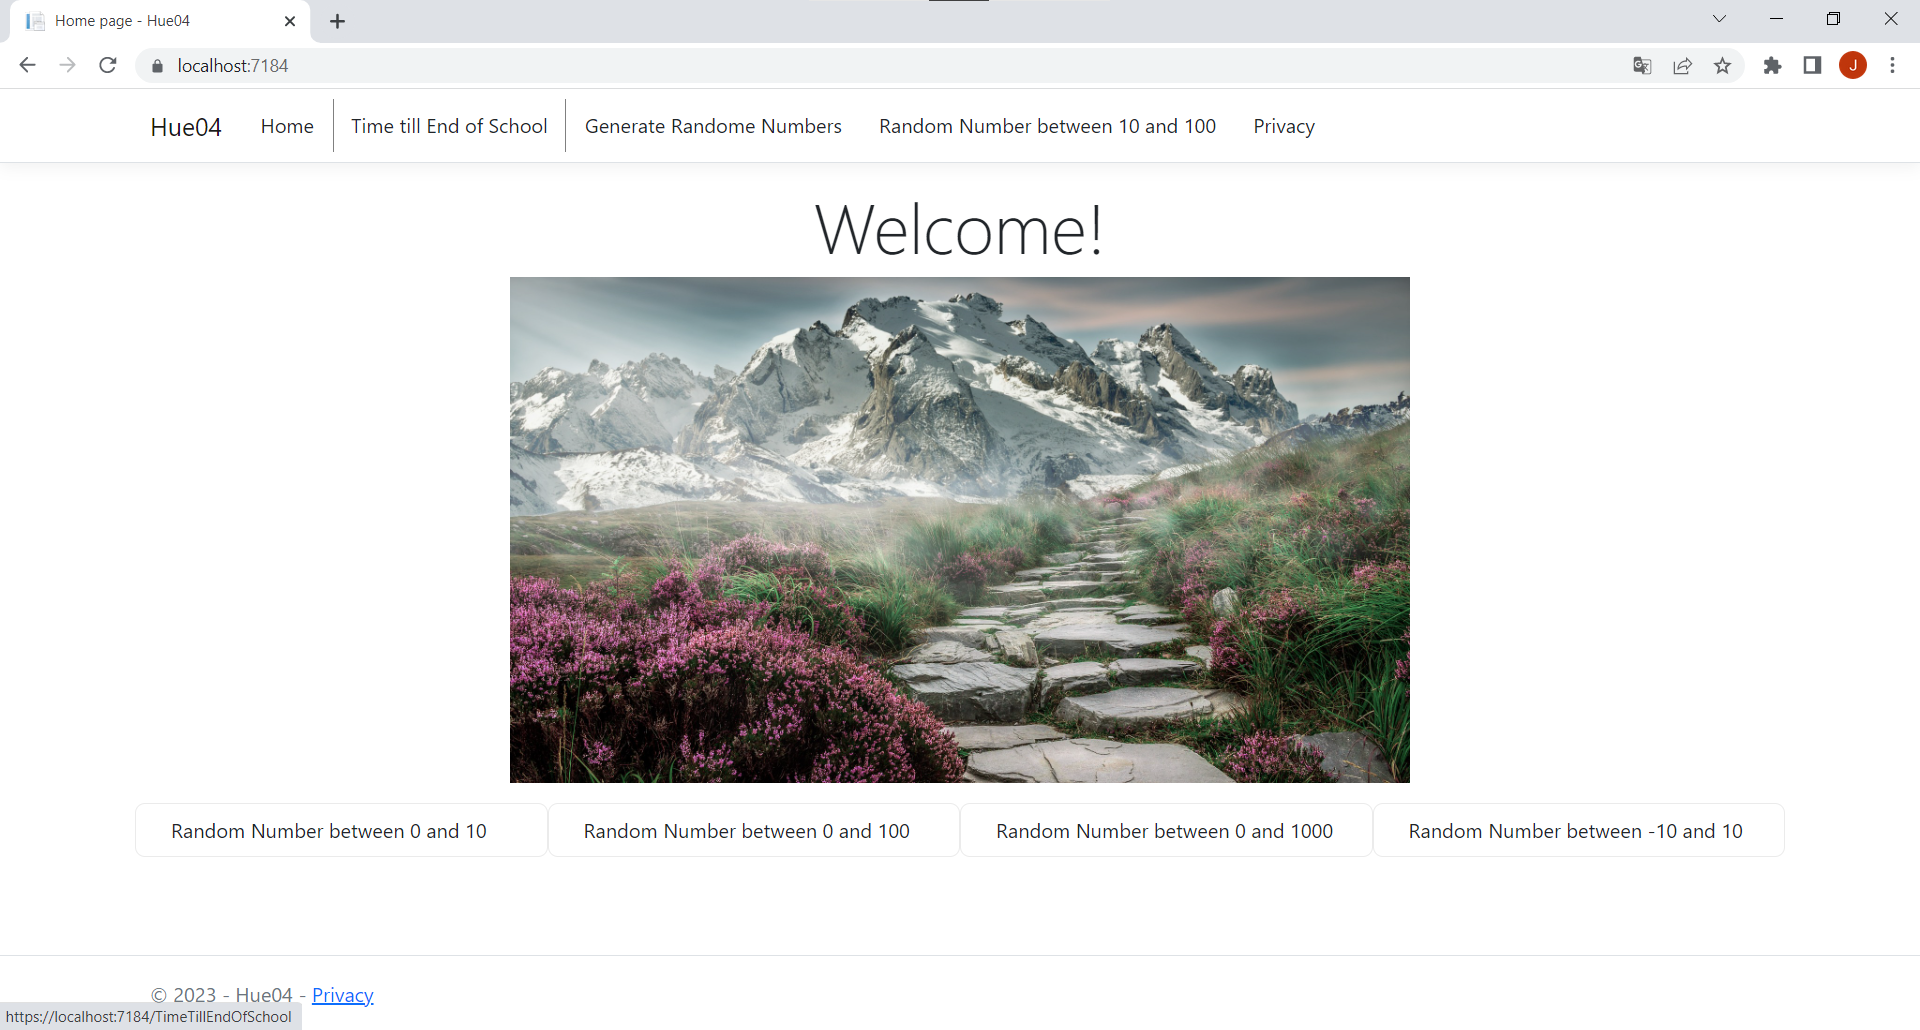 Home page - Hue04
localhost:7184
J
Hue04 Home Time till End of School Generate Randome Numbers Random Number between 10 and 100 Privacy
Welcome!
Random Number between 0 and 10 Random Number between 0 and 100 Random Number between 0 and 1000 Random Number between -10 and 10
© 2023 - Hue04 - Privacy
https://localhost:7184/TimeTillEndOfSchool